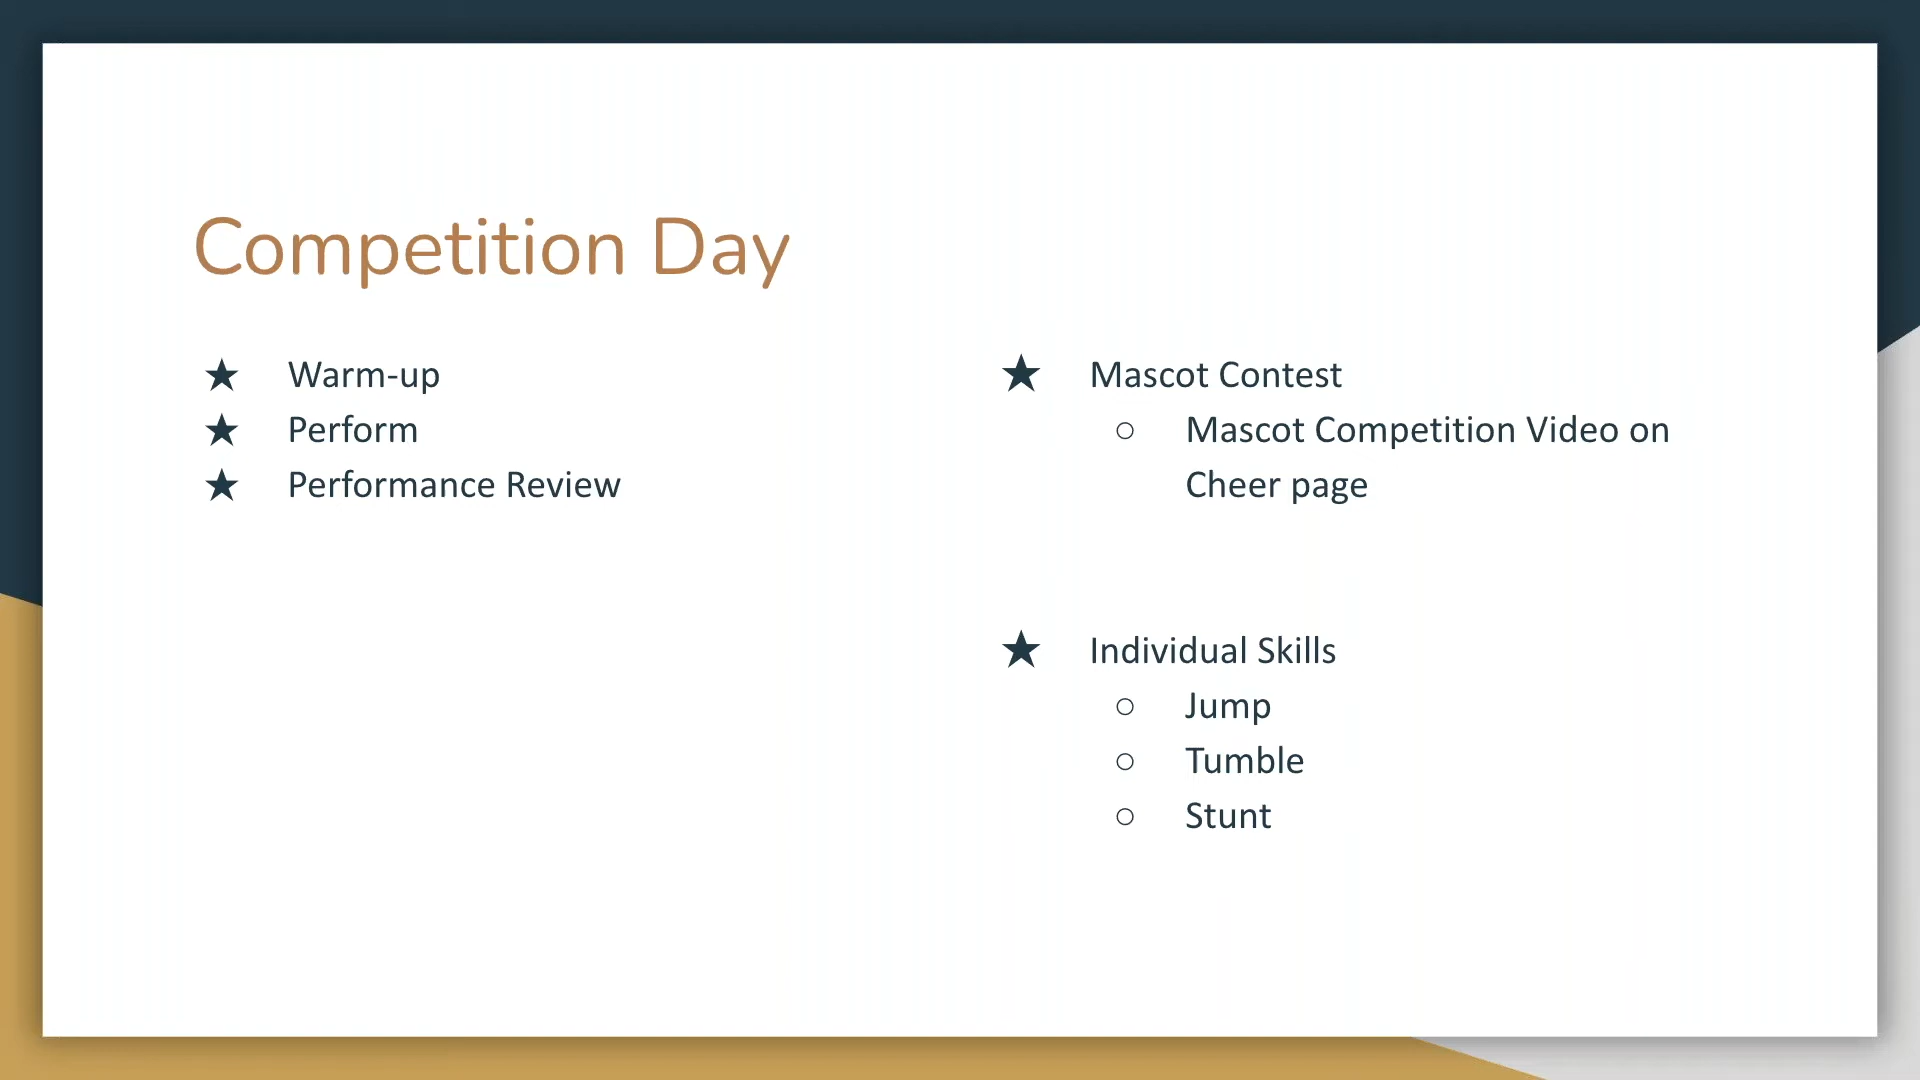 Competition Day
★ Warm-up
★ Perform
★ Performance Review
★ Mascot Contest
○ Mascot Competition Video on
Cheer page
★ Individual Skills
○ Jump
○ Tumble
○ Stunt